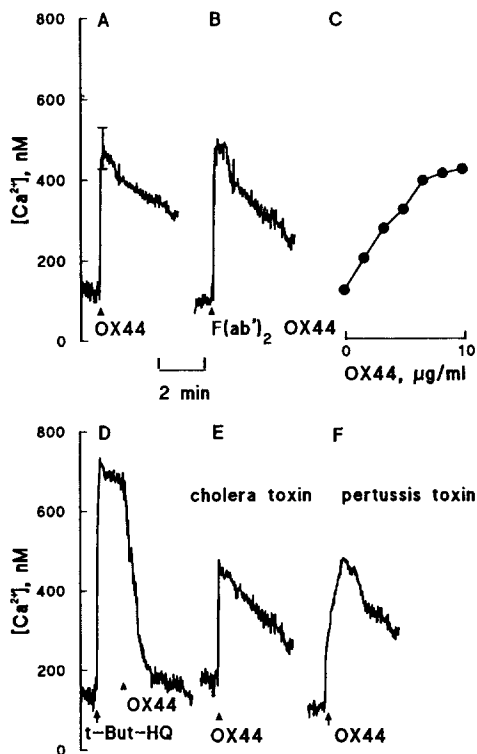 A B C
800
600
400
200
0
[Ca²⁺], nM
OX44 F(ab')₂ OX44
2 min
0 10
OX44, μg/ml
D E F
800
600
400
200
0
[Ca²⁺], nM
cholera toxin pertussis toxin
OX44
t-But-HQ OX44 OX44